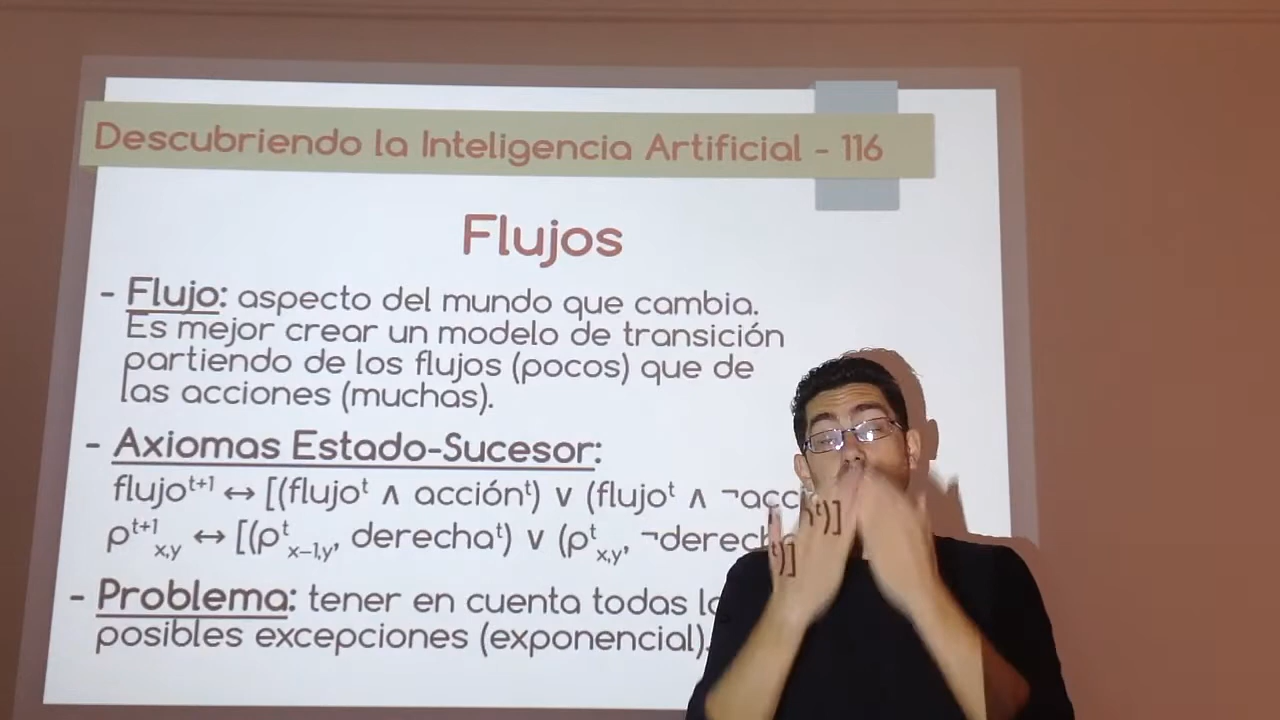 Descubriendo la Inteligencia Artificial - 116
Flujos
- Flujo: aspecto del mundo que cambia.
Es mejor crear un modelo de transición
partiendo de los flujos (pocos) que de
las acciones (muchas).
- Axiomas Estado-Sucesor:
flujoᵗ⁺¹ ↔ [(flujoᵗ ∧ acciónᵗ) ∨ (flujoᵗ ∧ ¬acc
ρᵗ⁺¹x,y ↔ [(ρᵗx-1,y, derechaᵗ) ∨ (ρᵗx,y, ¬derech
- Problema: tener en cuenta todas
posibles excepciones (exponencial).